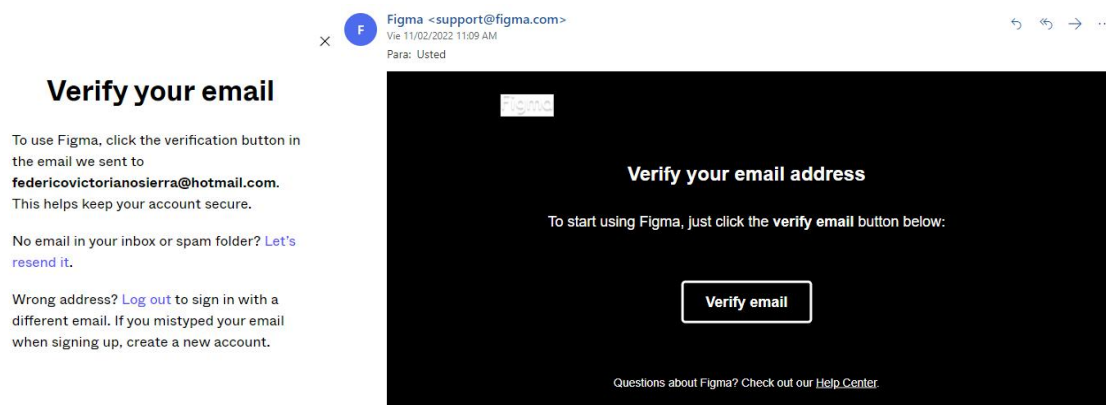 Verify your email
To use Figma, click the verification button in
the email we sent to
federicovictorianosierra@hotmail.com.
This helps keep your account secure.
No email in your inbox or spam folder? Let's
resend it.
Wrong address? Log out to sign in with a
different email. If you mistyped your email
when signing up, create a new account.
F
Figma <support@figma.com>
Vie 11/02/2022 11:09 AM
Para: Usted
Figma
Verify your email address
To start using Figma, just click the verify email button below:
Verify email
Questions about Figma? Check out our Help Center.